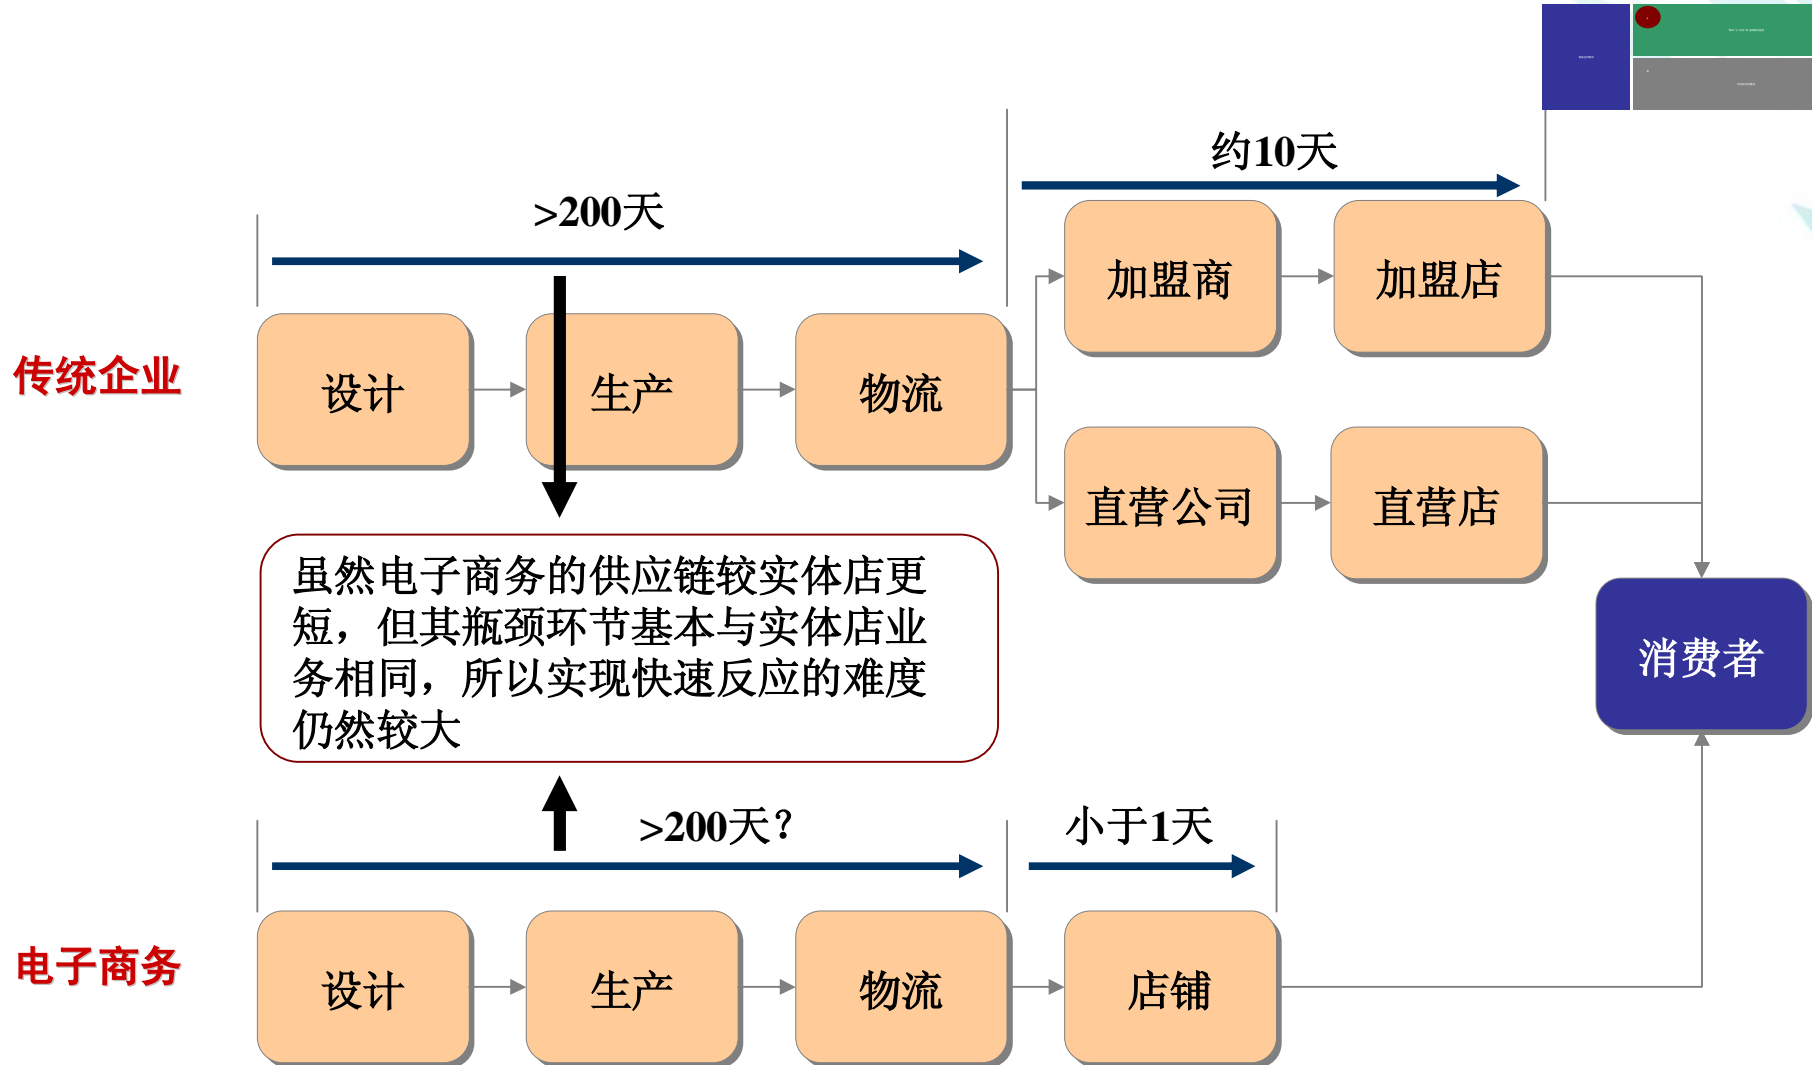 约10天
>200天
加盟商
加盟店
传统企业
设计
生产
物流
直营公司
直营店
虽然电子商务的供应链较实体店更
短，但其瓶颈环节基本与实体店业
务相同，所以实现快速反应的难度
仍然较大
消费者
>200天？
小于1天
电子商务
设计
生产
物流
店铺